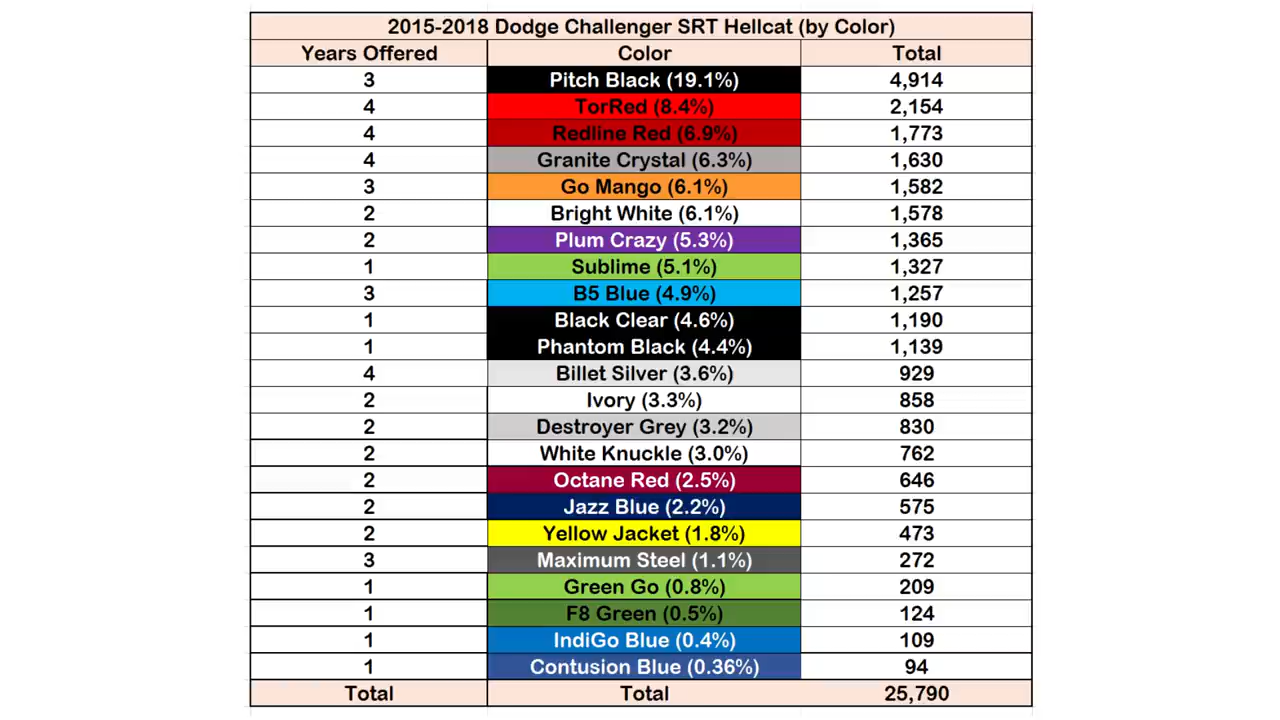 2015-2018 Dodge Challenger SRT Hellcat (by Color)
Years Offered Color Total
3 Pitch Black (19.1%) 4,914
4 TorRed (8.4%) 2,154
4 Redline Red (6.9%) 1,773
4 Granite Crystal (6.3%) 1,630
3 Go Mango (6.1%) 1,582
2 Bright White (6.1%) 1,578
2 Plum Crazy (5.3%) 1,365
1 Sublime (5.1%) 1,327
3 B5 Blue (4.9%) 1,257
1 Black Clear (4.6%) 1,190
1 Phantom Black (4.4%) 1,139
4 Billet Silver (3.6%) 929
2 Ivory (3.3%) 858
2 Destroyer Grey (3.2%) 830
2 White Knuckle (3.0%) 762
2 Octane Red (2.5%) 646
2 Jazz Blue (2.2%) 575
2 Yellow Jacket (1.8%) 473
3 Maximum Steel (1.1%) 272
1 Green Go (0.8%) 209
1 F8 Green (0.5%) 124
1 IndiGo Blue (0.4%) 109
1 Contusion Blue (0.36%) 94
Total Total 25,790